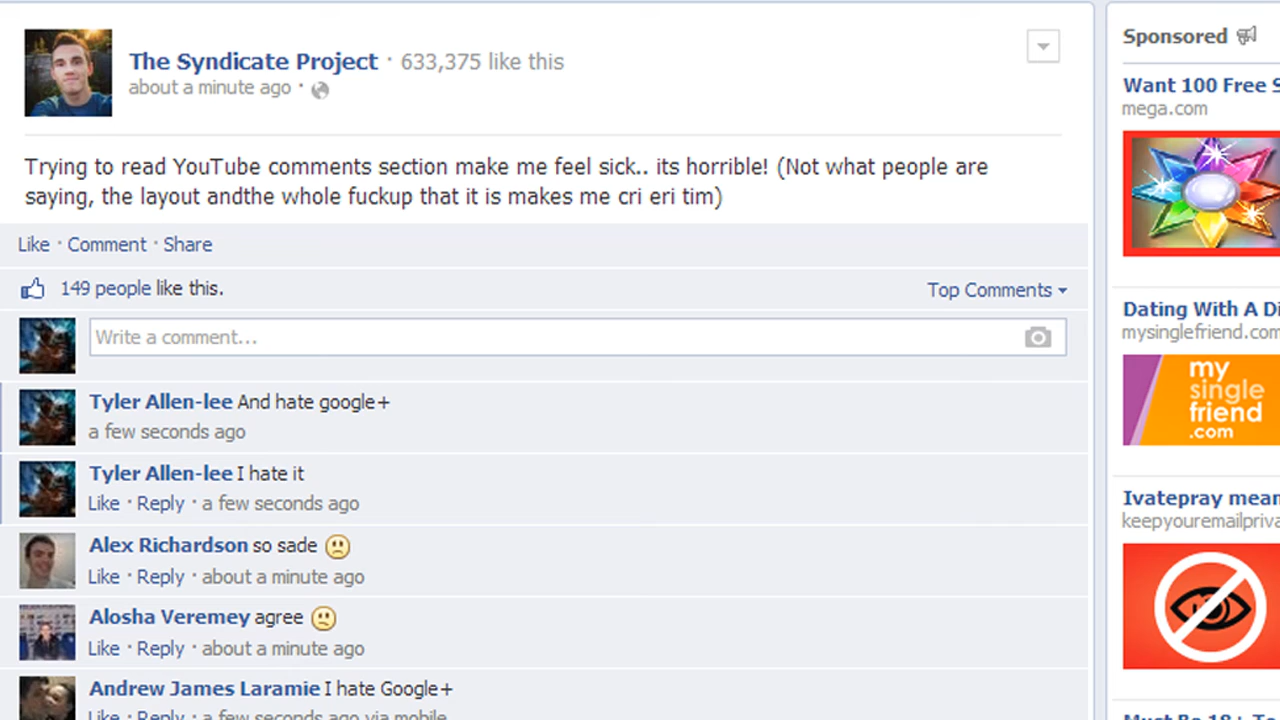 The Syndicate Project · 633,375 like this
about a minute ago ·
Trying to read YouTube comments section make me feel sick.. its horrible! (Not what people are
saying, the layout andthe whole fuckup that it is makes me cri eri tim)
Like · Comment · Share
149 people like this.
Top Comments
Write a comment...
Tyler Allen-lee And hate google+
a few seconds ago
Tyler Allen-lee I hate it
Like · Reply · a few seconds ago
Alex Richardson so sade
Like · Reply · about a minute ago
Alosha Veremey agree
Like · Reply · about a minute ago
Andrew James Laramie I hate Google+
Like · Reply · a few seconds ago via mobile
Sponsored
Want 100 Free S
mega.com
Dating With A Di
mysinglefriend.com
my
single
friend
.com
Ivatepray mean
keepyouremailpriva
Must Be 18+ To